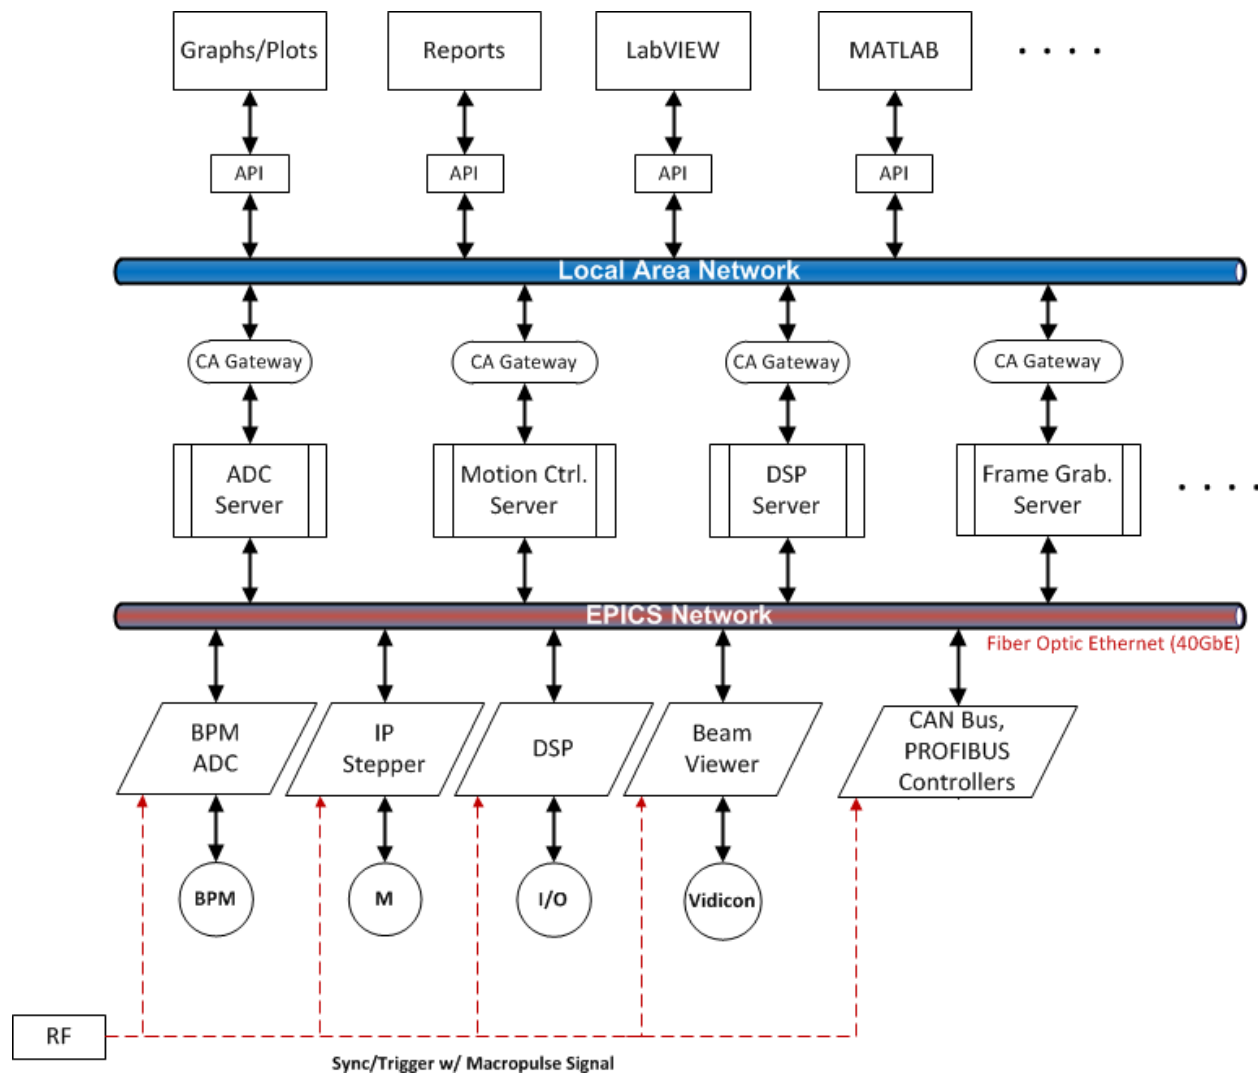 Graphs/Plots
Reports
LabVIEW
MATLAB
. . . .
API
API
API
API
Local Area Network
CA Gateway
CA Gateway
CA Gateway
CA Gateway
ADC
Server
Motion Ctrl.
Server
DSP
Server
Frame Grab.
Server
. . . .
EPICS Network
Fiber Optic Ethernet (40GbE)
BPM
ADC
IP
Stepper
DSP
Beam
Viewer
CAN Bus,
PROFIBUS
Controllers
BPM
M
I/O
Vidicon
RF
Sync/Trigger w/ Macropulse Signal